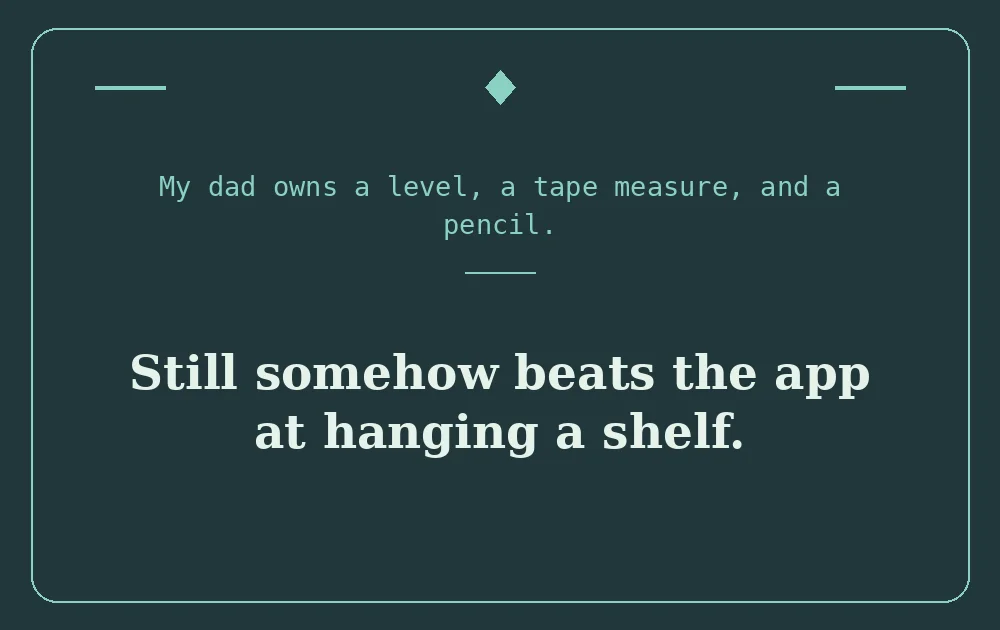 My dad owns a level, a tape measure, and a
pencil.
Still somehow beats the app
at hanging a shelf.